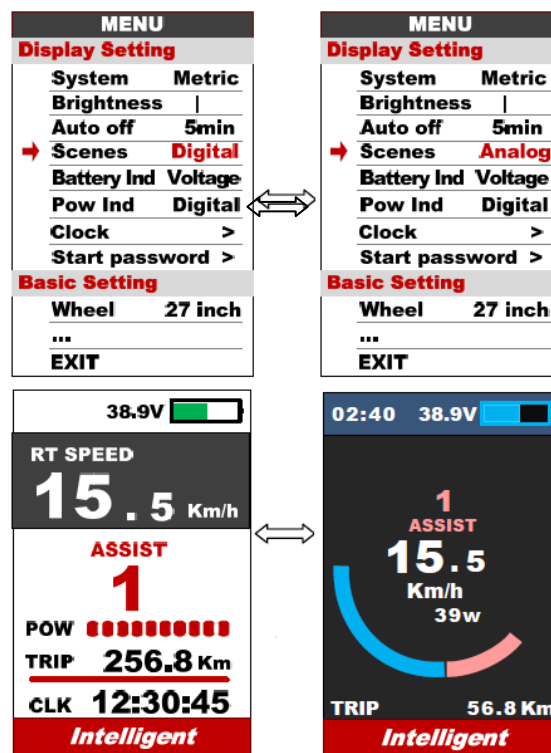 MENU
Display Setting
System Metric
Brightness |
Auto off 5min
Scenes Digital
Battery Ind Voltage
Pow Ind Digital
Clock >
Start password >
Basic Setting
Wheel 27 inch
...
EXIT
MENU
Display Setting
System Metric
Brightness |
Auto off 5min
Scenes Analog
Battery Ind Voltage
Pow Ind Digital
Clock >
Start password >
Basic Setting
Wheel 27 inch
...
EXIT
38.9V
RT SPEED
15.5 Km/h
ASSIST
1
POW
TRIP 256.8 Km
CLK 12:30:45
Intelligent
02:40 38.9V
1
ASSIST
15.5
Km/h
39w
TRIP 56.8 Km
Intelligent